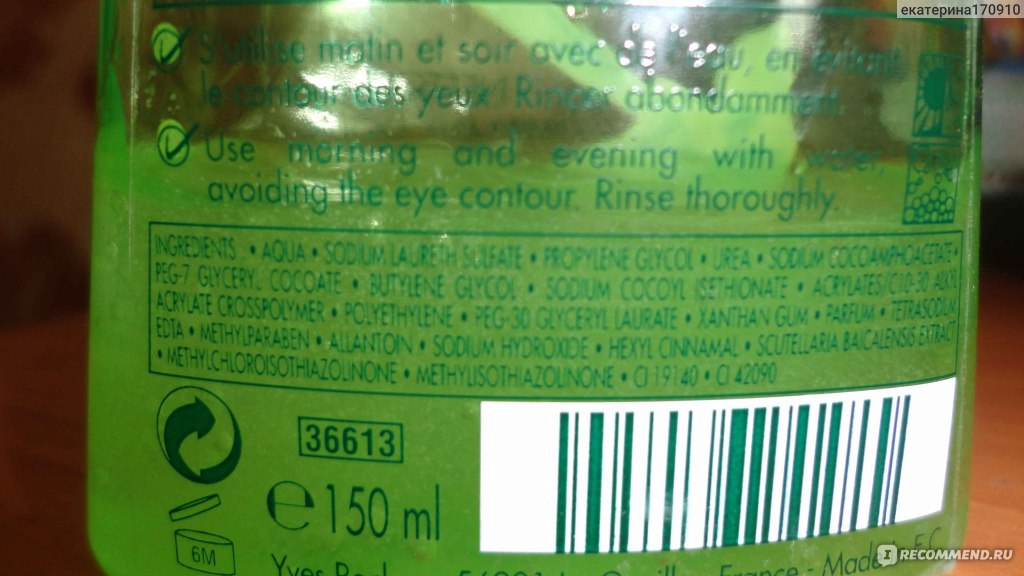 екатерина170910
S'utilise matin et soir avec de l'eau, en évitant
le contour des yeux. Rincer abondamment.
Use morning and evening with water,
avoiding the eye contour. Rinse thoroughly.
INGREDIENTS • AQUA • SODIUM LAURETH SULFATE • PROPYLENE GLYCOL • UREA • SODIUM COCOAMPHOACETATE •
PEG-7 GLYCERYL COCOATE • BUTYLENE GLYCOL • SODIUM COCOYL ISETHIONATE • ACRYLATES/C10-30 ALKYL
ACRYLATE CROSSPOLYMER • POLYETHYLENE • PEG-30 GLYCERYL LAURATE • XANTHAN GUM • PARFUM • TETRASODIUM
EDTA • METHYLPARABEN • ALLANTOIN • SODIUM HYDROXIDE • HEXYL CINNAMAL • SCUTELLARIA BAICALENSIS EXTRACT
• METHYLCHLOROISOTHIAZOLINONE • METHYLISOTHIAZOLINONE • CI 19140 • CI 42090
36613
e 150 ml
6M
Yves France - Made E.C.
IRECOMMEND.RU